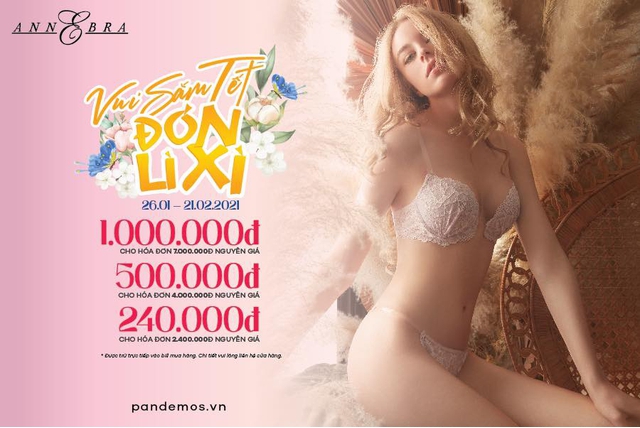 ANN EBRA
Vui Sắm Tết
ĐÓN
LÌ XÌ
26.01 – 21.02.2021
1.000.000đ
CHO HÓA ĐƠN 7.000.000Đ NGUYÊN GIÁ
500.000đ
CHO HÓA ĐƠN 4.000.000Đ NGUYÊN GIÁ
240.000đ
CHO HÓA ĐƠN 2.400.000Đ NGUYÊN GIÁ
* Được trừ trực tiếp vào bill mua hàng. Chi tiết vui lòng liên hệ cửa hàng.
pandemos.vn